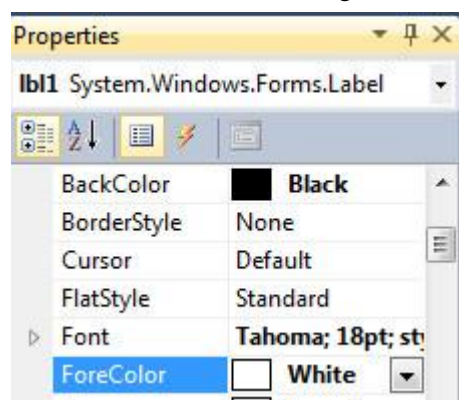 Properties
lbl1 System.Windows.Forms.Label
A
Z
BackColor Black
BorderStyle None
Cursor Default
FlatStyle Standard
Font Tahoma; 18pt; sty
ForeColor White